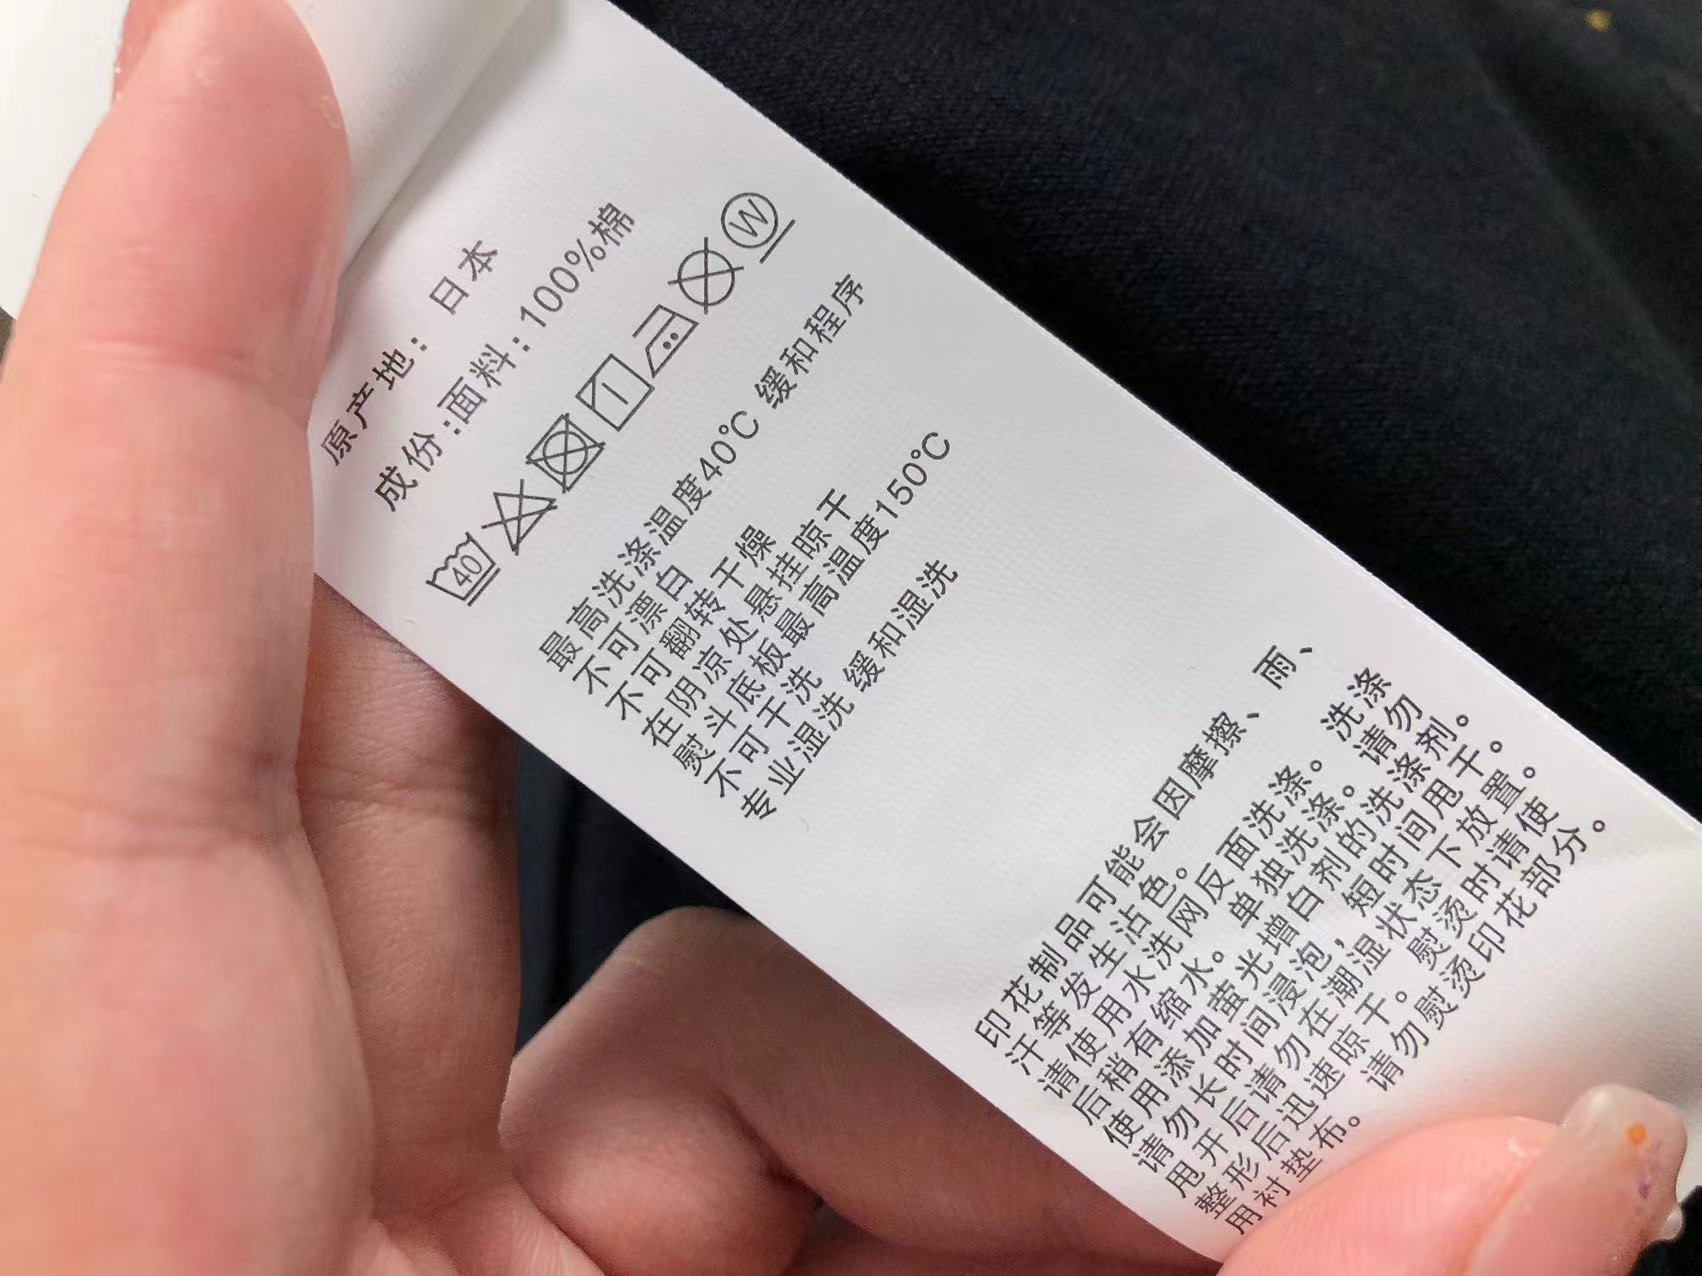 原产地：日本
成份:面料:100%棉
40 W
最高洗涤温度40℃ 缓和程序
不可漂白
不可翻转干燥
在阴凉处悬挂晾干
熨斗底板最高温度150℃
不可干洗
专业湿洗 缓和湿洗
印花制品可能会因摩擦、雨、
汗等发生沾色。
请使用水洗网反面洗涤。洗涤
后稍有缩水。单独洗涤。请勿
使用添加萤光增白剂的洗涤剂。
请勿长时间浸泡，短时间甩干。
甩开后请勿在潮湿状态下放置。
整形后迅速晾干。熨烫时请使
用衬垫布。请勿熨烫印花部分。